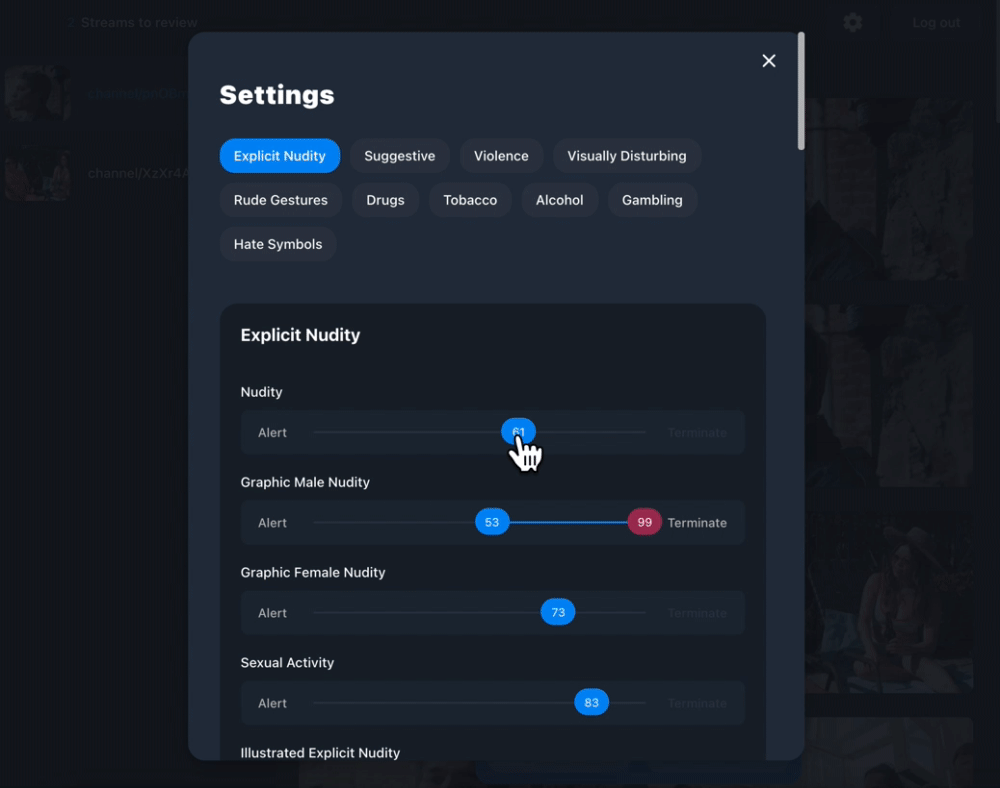 2 Streams to review
Log out
Settings
Explicit Nudity Suggestive Violence Visually Disturbing
Rude Gestures Drugs Tobacco Alcohol Gambling
Hate Symbols
Explicit Nudity
Nudity
Alert 61 Terminate
Graphic Male Nudity
Alert 53 99 Terminate
Graphic Female Nudity
Alert 73 Terminate
Sexual Activity
Alert 83 Terminate
Illustrated Explicit Nudity